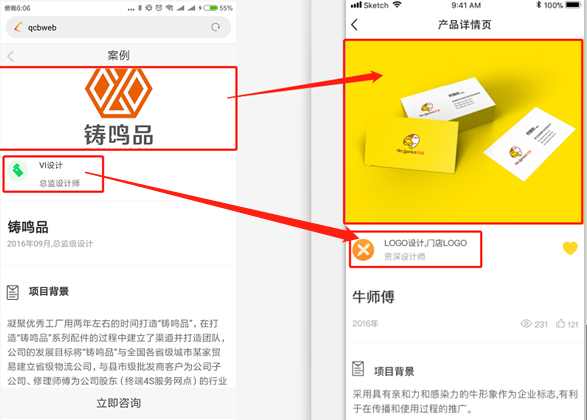 傍晚6:06
55%
qcbweb
案例
铸鸣品
VI设计
总监设计师
铸鸣品
2016年09月,总监级设计
项目背景
凝聚优秀工厂用两年左右的时间打造“铸鸣品”，在打
造“铸鸣品”系列配件的过程中建立了渠道并打造团队，
公司的发展目标将“铸鸣品”与全国各省级城市某家贸
易建立省级物流公司，与县市级批发商客户为公司子
公司、修理师傅为公司股东（终端4S服务网点）的行业
立即咨询
Sketch
9:41 AM
100%
产品详情页
LOGO设计,门店LOGO
资深设计师
牛师傅
2016年
231
121
项目背景
采用具有亲和力和感染力的牛形象作为企业标志,有利
于在传播和使用过程的推广。